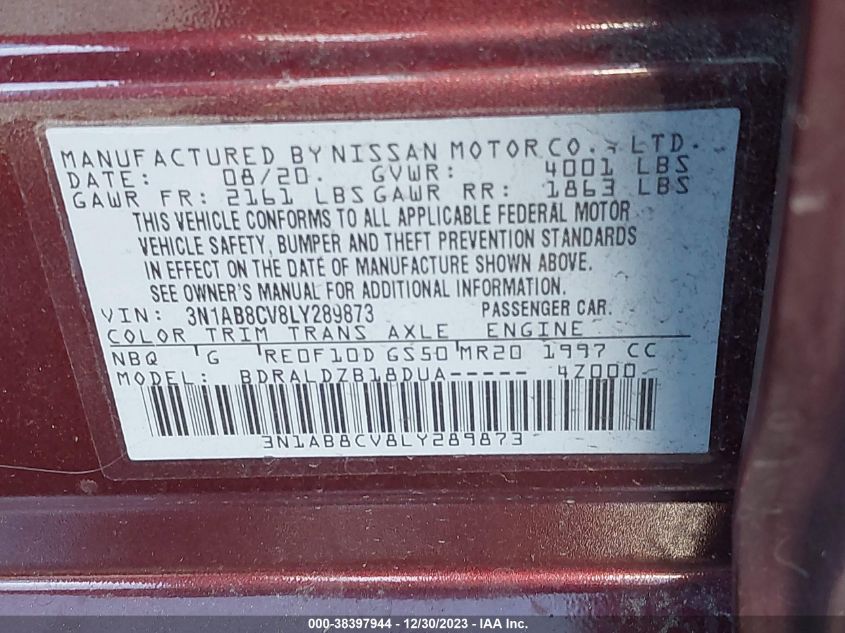 MANUFACTURED BY NISSAN MOTOR CO., LTD.
DATE: 08/20. GVWR: 4001 LBS
GAWR FR: 2161 LBS GAWR RR: 1863 LBS
THIS VEHICLE CONFORMS TO ALL APPLICABLE FEDERAL MOTOR
VEHICLE SAFETY, BUMPER AND THEFT PREVENTION STANDARDS
IN EFFECT ON THE DATE OF MANUFACTURE SHOWN ABOVE.
SEE OWNER'S MANUAL FOR ADDITIONAL INFORMATION.
VIN: 3N1AB8CV8LY289873 PASSENGER CAR.
COLOR TRIM TRANS AXLE ENGINE
NBQ G RE0F10D GS50 MR20 1997 CC
MODEL: BDRALDZB18DUA----- 4Z000-
3N1AB8CV8LY289873
000-38397944 - 12/30/2023 - IAA Inc.